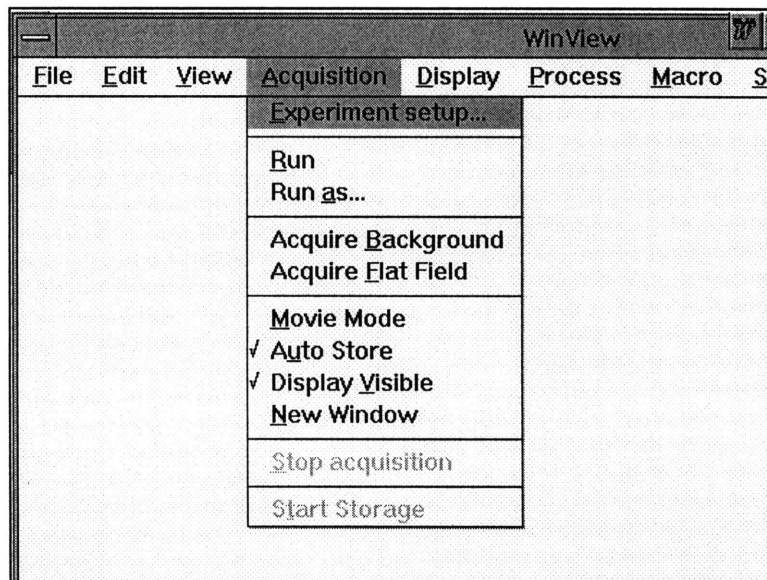 WinView
File Edit View Acquisition Display Process Macro S
Experiment setup...
Run
Run as...
Acquire Background
Acquire Flat Field
Movie Mode
√ Auto Store
√ Display Visible
New Window
Stop acquisition
Start Storage